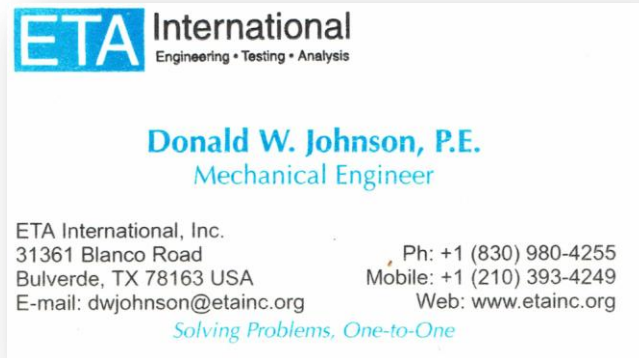 ETA International
Engineering • Testing • Analysis
Donald W. Johnson, P.E.
Mechanical Engineer
ETA International, Inc.
31361 Blanco Road
Bulverde, TX 78163 USA
E-mail: dwjohnson@etainc.org
Ph: +1 (830) 980-4255
Mobile: +1 (210) 393-4249
Web: www.etainc.org
Solving Problems, One-to-One